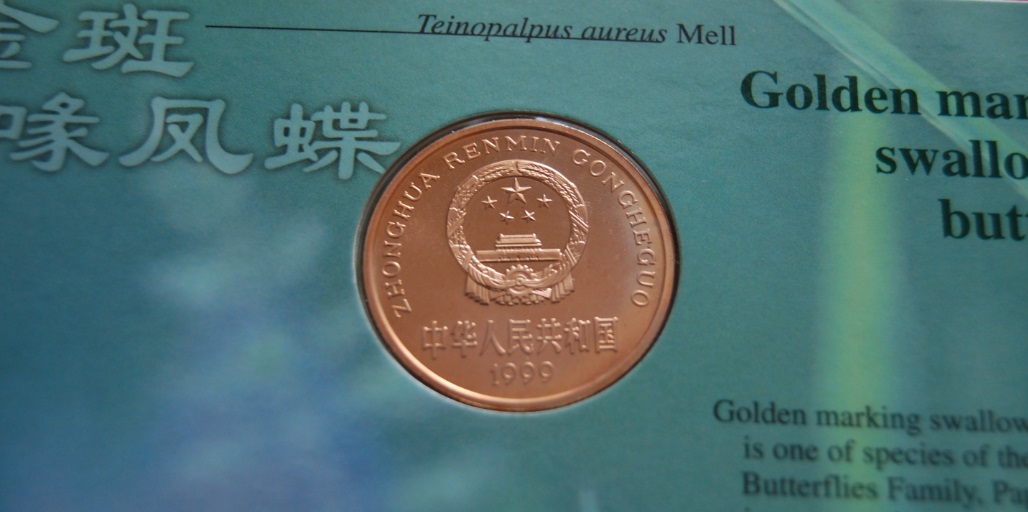 金斑
喙凤蝶
Teinopalpus aureus Mell
Golden mar
swallo
but
ZHONGHUA RENMIN GONGHEGUO
中华人民共和国
1999
Golden marking swallow
is one of species of the
Butterflies Family, Pa